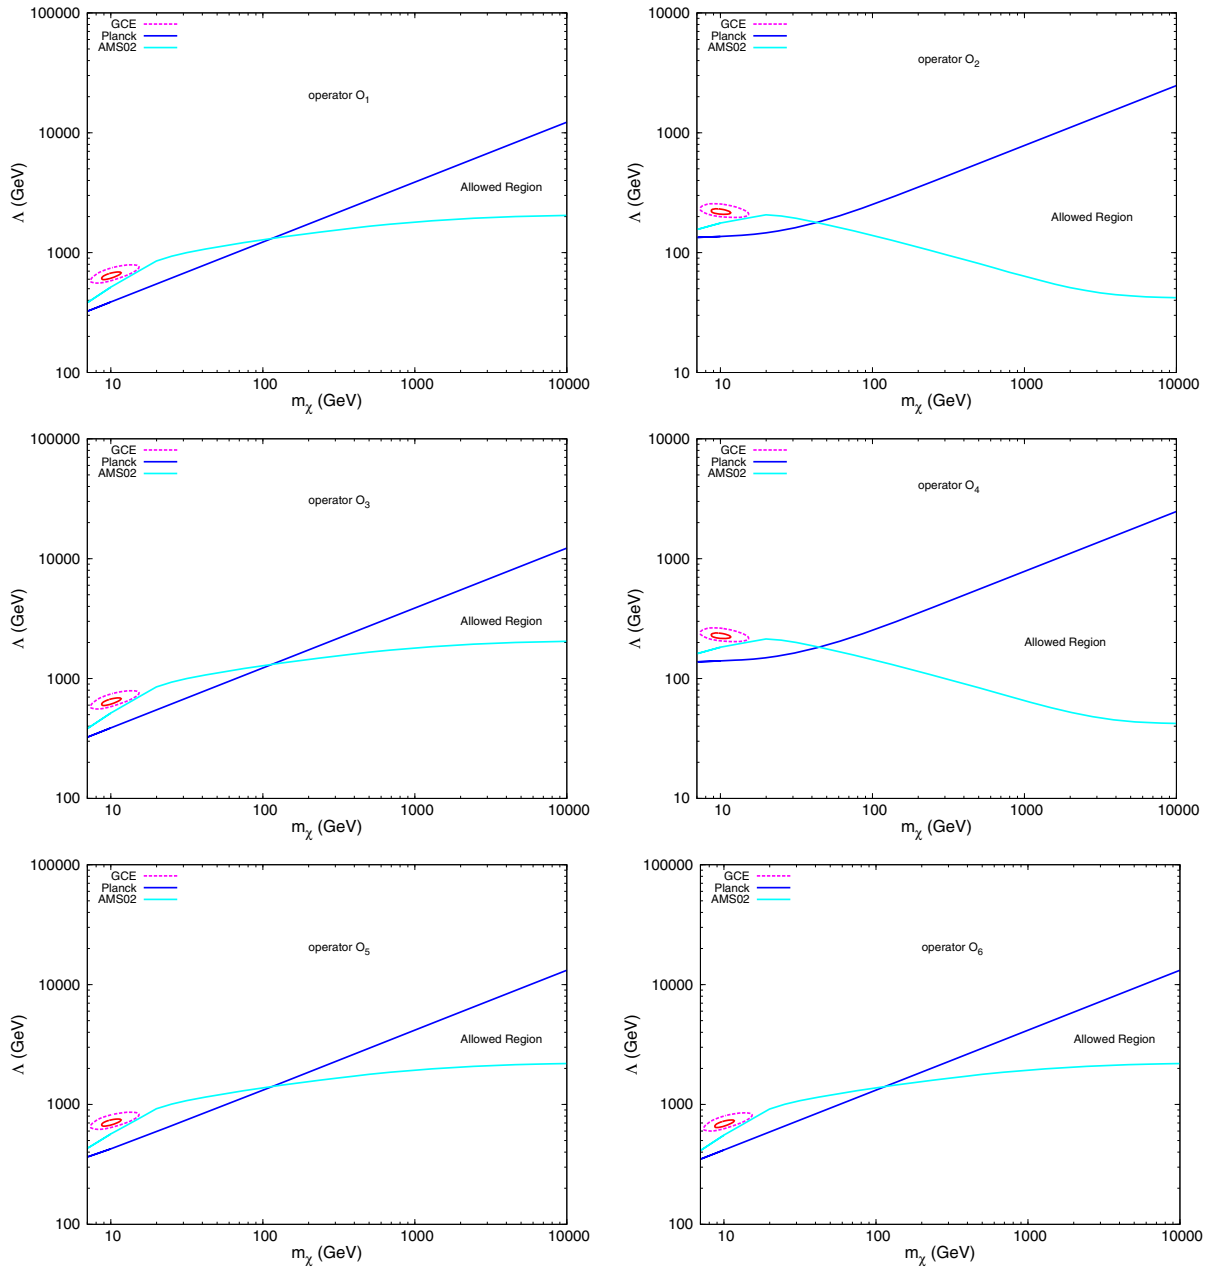 GCE
Planck
AMS02
operator O1
Allowed Region
100000
10000
1000
100
Λ (GeV)
10
100
1000
10000
mχ (GeV)
GCE
Planck
AMS02
operator O2
Allowed Region
10000
1000
100
10
Λ (GeV)
10
100
1000
10000
mχ (GeV)
GCE
Planck
AMS02
operator O3
Allowed Region
100000
10000
1000
100
Λ (GeV)
10
100
1000
10000
mχ (GeV)
GCE
Planck
AMS02
operator O4
Allowed Region
10000
1000
100
10
Λ (GeV)
10
100
1000
10000
mχ (GeV)
GCE
Planck
AMS02
operator O5
Allowed Region
100000
10000
1000
100
Λ (GeV)
10
100
1000
10000
mχ (GeV)
GCE
Planck
AMS02
operator O6
Allowed Region
100000
10000
1000
100
Λ (GeV)
10
100
1000
10000
mχ (GeV)